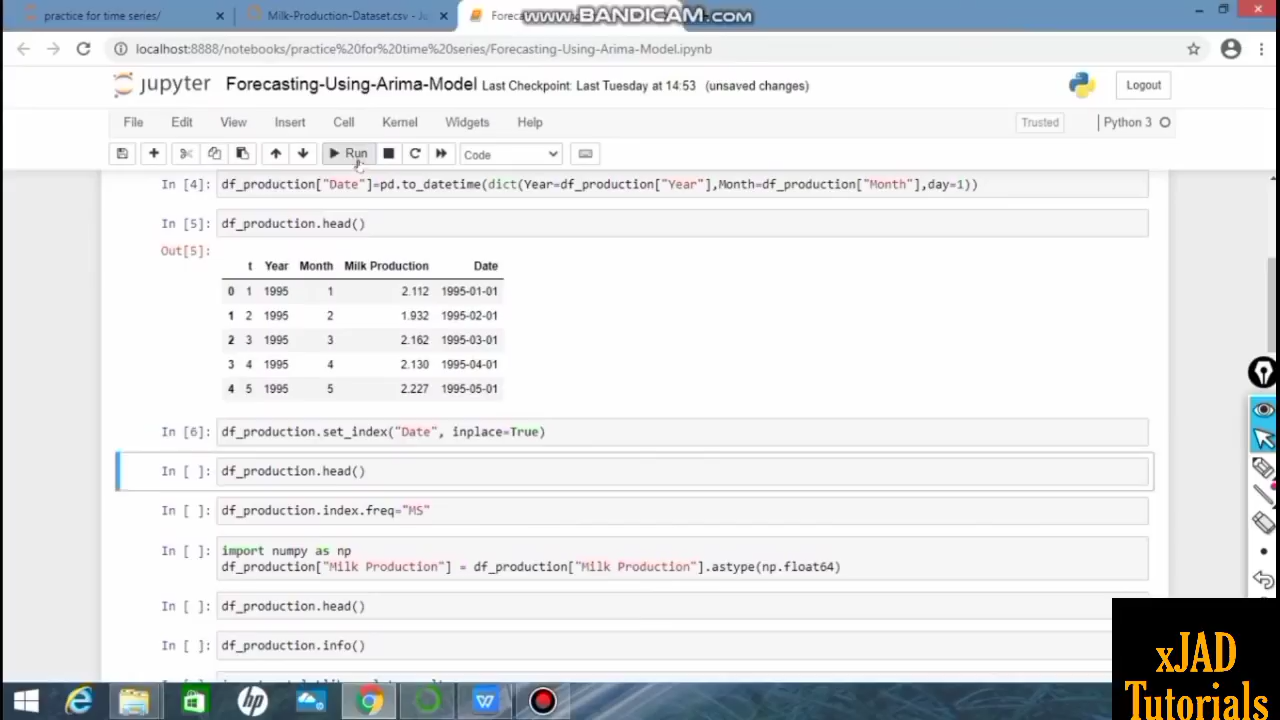 practice for time series/
Milk-Production-Dataset.csv - Ju
Foreca
WWW.BANDICAM.COM
localhost:8888/notebooks/practice%20for%20time%20series/Forecasting-Using-Arima-Model.ipynb
jupyter Forecasting-Using-Arima-Model Last Checkpoint: Last Tuesday at 14:53 (unsaved changes)
Logout
File Edit View Insert Cell Kernel Widgets Help
Trusted Python 3
Run Code
In [4]: df_production["Date"]=pd.to_datetime(dict(Year=df_production["Year"],Month=df_production["Month"],day=1))
In [5]: df_production.head()
Out[5]:
t Year Month Milk Production Date
0 1 1995 1 2.112 1995-01-01
1 2 1995 2 1.932 1995-02-01
2 3 1995 3 2.162 1995-03-01
3 4 1995 4 2.130 1995-04-01
4 5 1995 5 2.227 1995-05-01
In [6]: df_production.set_index("Date", inplace=True)
In [ ]: df_production.head()
In [ ]: df_production.index.freq="MS"
In [ ]: import numpy as np
df_production["Milk Production"] = df_production["Milk Production"].astype(np.float64)
In [ ]: df_production.head()
In [ ]: df_production.info()
xJAD
Tutorials
hp